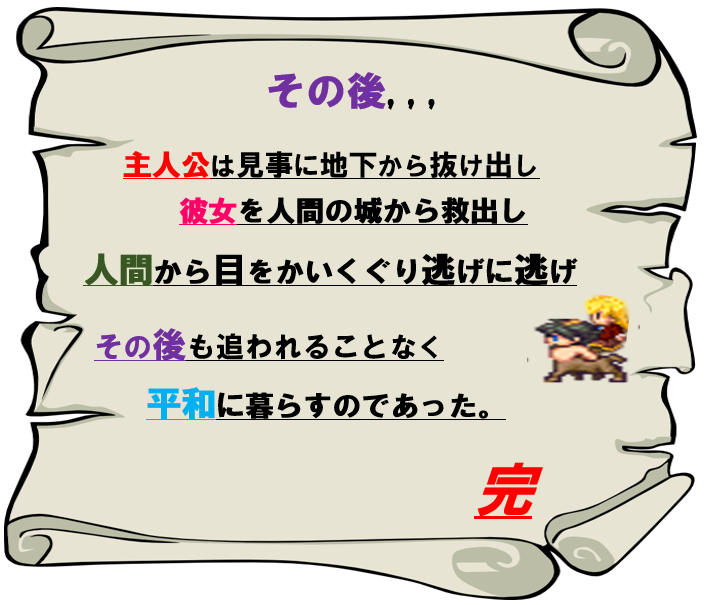 その後,,,
主人公は見事に地下から抜け出し
彼女を人間の城から救出し
人間から目をかいくぐり逃げに逃げ
その後も追われることなく
平和に暮らすのであった。
完